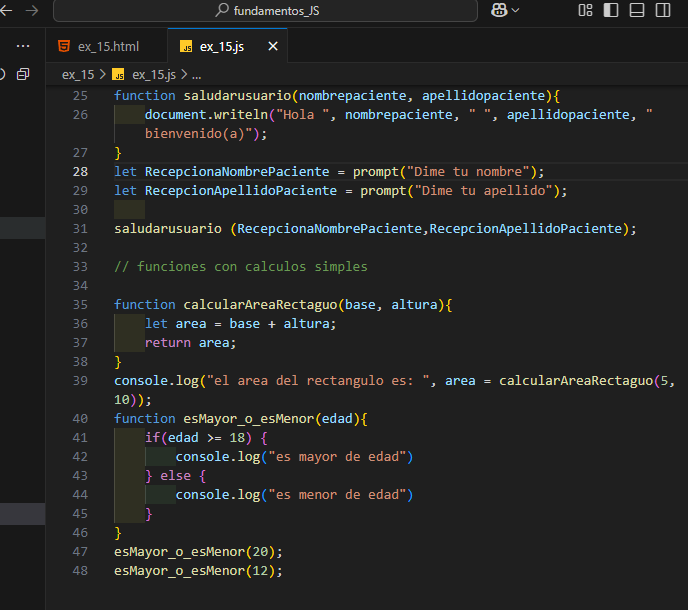 fundamentos_JS
ex_15.html
JS ex_15.js
ex_15 > JS ex_15.js > ...
25 function saludarusuario(nombrepaciente, apellidopaciente){
26 document.writeln("Hola ", nombrepaciente, " ", apellidopaciente, "
bienvenido(a)");
27 }
28 let RecepcionaNombrePaciente = prompt("Dime tu nombre");
29 let RecepcionApellidoPaciente = prompt("Dime tu apellido");
30
31 saludarusuario (RecepcionaNombrePaciente,RecepcionApellidoPaciente);
32
33 // funciones con calculos simples
34
35 function calcularAreaRectaguo(base, altura){
36 let area = base + altura;
37 return area;
38 }
39 console.log("el area del rectangulo es: ", area = calcularAreaRectaguo(5,
10));
40 function esMayor_o_esMenor(edad){
41 if(edad >= 18) {
42 console.log("es mayor de edad")
43 } else {
44 console.log("es menor de edad")
45 }
46 }
47 esMayor_o_esMenor(20);
48 esMayor_o_esMenor(12);